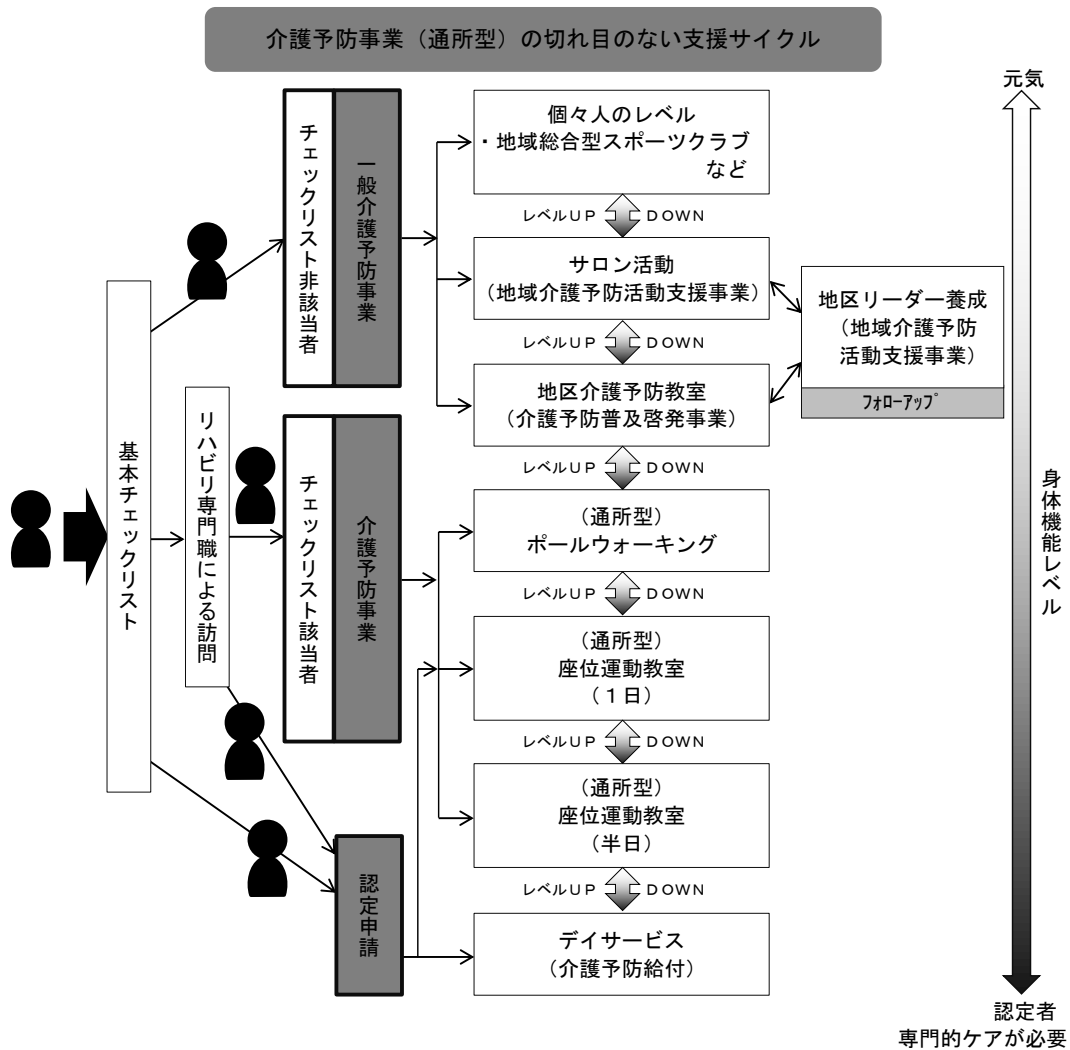 介護予防事業（通所型）の切れ目のない支援サイクル
元気
チェックリスト非該当者
一般介護予防事業
個々人のレベル
・地域総合型スポーツクラブ
など
レベルUP DOWN
サロン活動
（地域介護予防活動支援事業）
地区リーダー養成
（地域介護予防
活動支援事業）
フォローアップ
レベルUP DOWN
地区介護予防教室
（介護予防普及啓発事業）
レベルUP DOWN
基本チェックリスト
リハビリ専門職による訪問
チェックリスト該当者
介護予防事業
（通所型）
ポールウォーキング
レベルUP DOWN
（通所型）
座位運動教室
（１日）
レベルUP DOWN
（通所型）
座位運動教室
（半日）
レベルUP DOWN
認定申請
デイサービス
（介護予防給付）
身体機能レベル
認定者
専門的ケアが必要